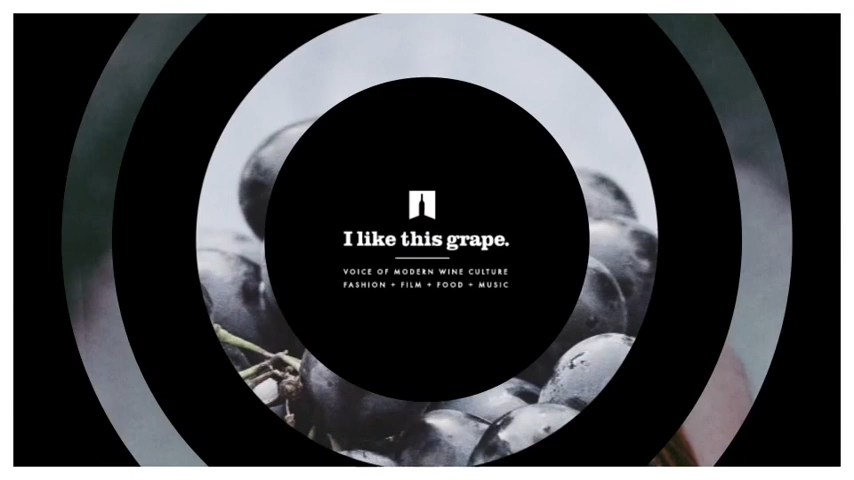 I like this grape.
VOICE OF MODERN WINE CULTURE
FASHION + FILM + FOOD + MUSIC